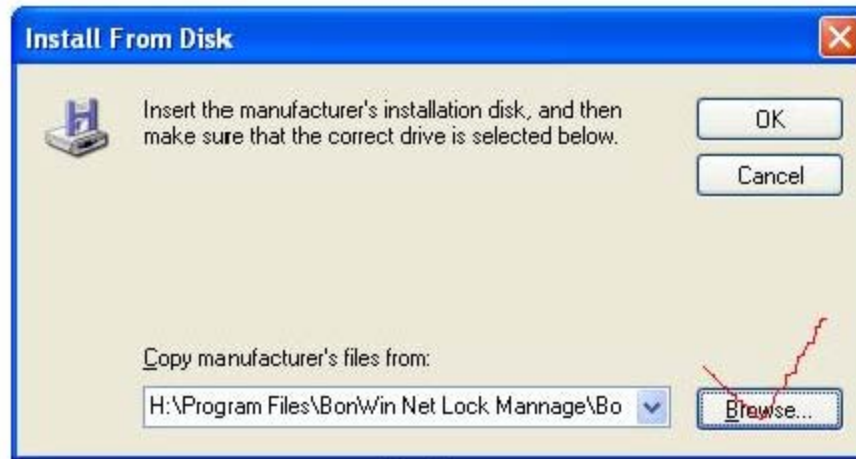 Install From Disk
Insert the manufacturer's installation disk, and then
make sure that the correct drive is selected below.
OK
Cancel
Copy manufacturer's files from:
H:\Program Files\BonWin Net Lock Mannage\Bo
Browse...